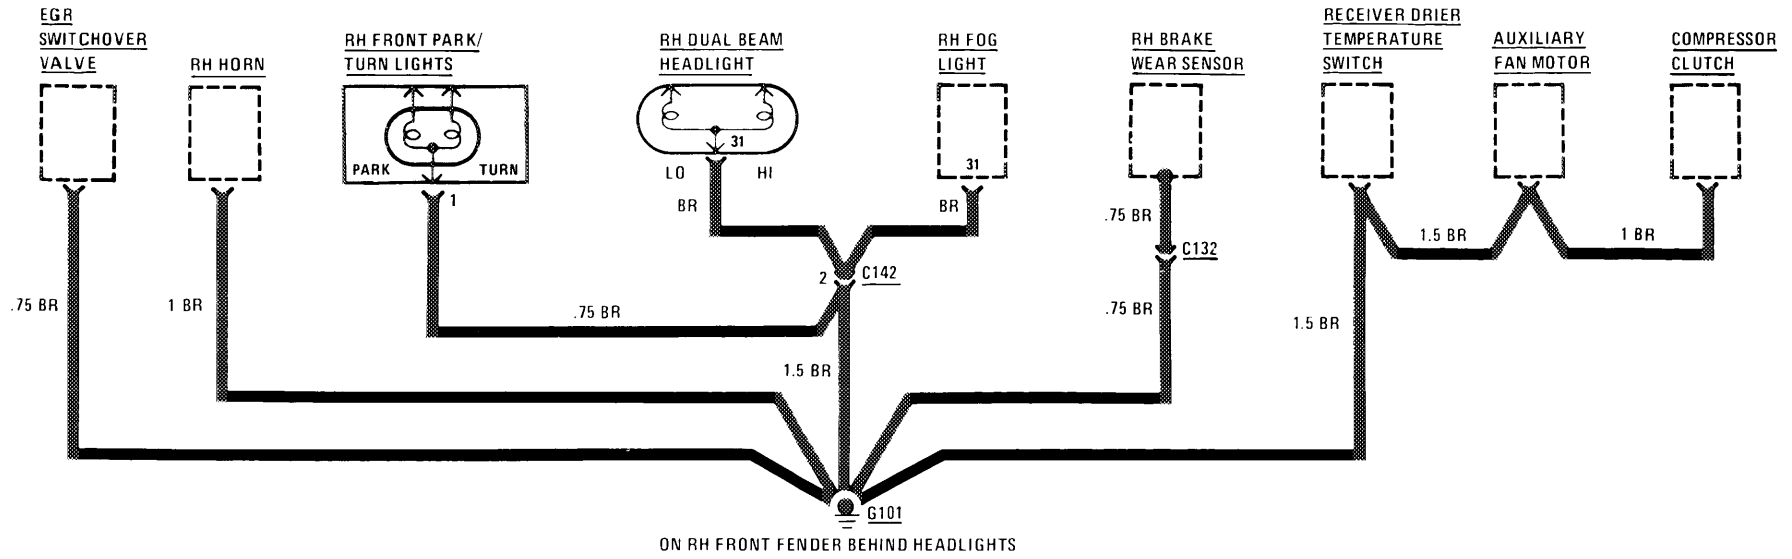 EGR
SWITCHOVER
VALVE
RH HORN
RH FRONT PARK/
TURN LIGHTS
RH DUAL BEAM
HEADLIGHT
RH FOG
LIGHT
RH BRAKE
WEAR SENSOR
RECEIVER DRIER
TEMPERATURE
SWITCH
AUXILIARY
FAN MOTOR
COMPRESSOR
CLUTCH
PARK
TURN
31
LO
HI
31
1
BR
BR
.75 BR
C132
1.5 BR
1 BR
2
C142
.75 BR
1 BR
.75 BR
.75 BR
1.5 BR
1.5 BR
G101
ON RH FRONT FENDER BEHIND HEADLIGHTS